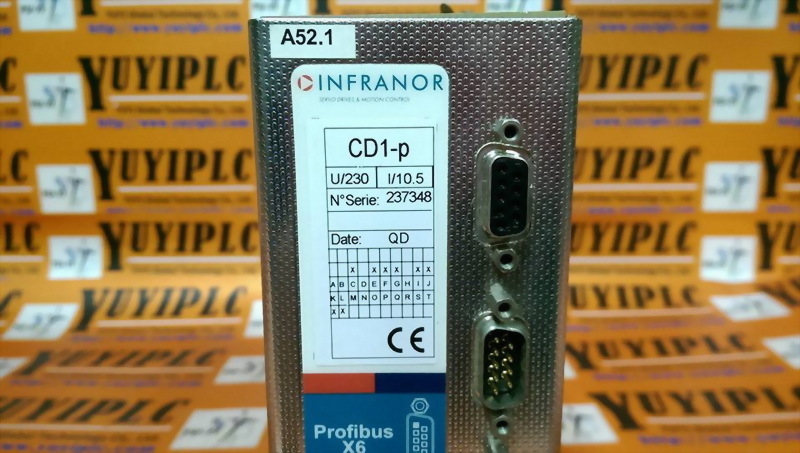 A52.1
INFRANOR
SERVO DRIVES & MOTION CONTROL
CD1-p
U/230 I/10.5
N°Serie: 237348
Date: QD
X X X X X X
A B C D E F G H I J
K L M N O P Q R S T
X X
CE
Profibus
X6
YUYIPLC
YUYIPLC
YUYIPLC
YUYIPLC
YUYIPLC
YUYIPLC
YUYIPLC